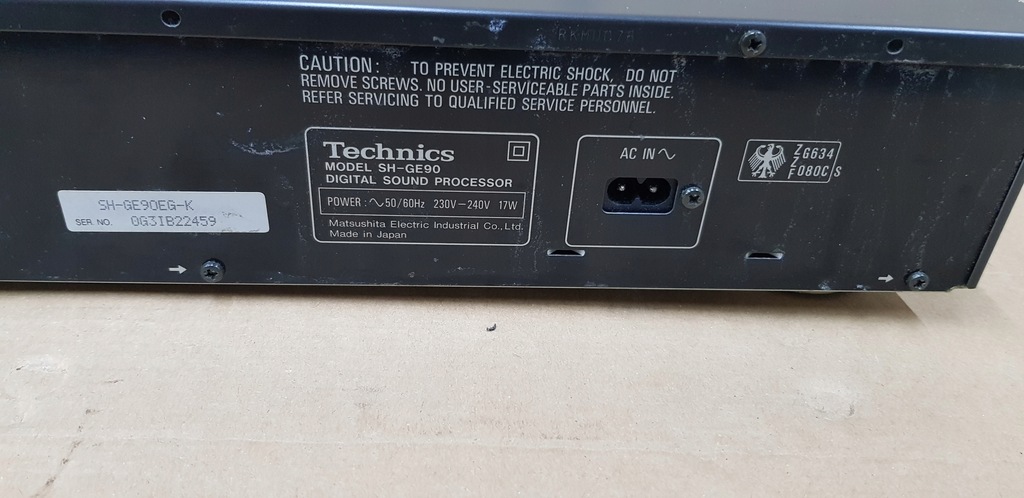 CAUTION: TO PREVENT ELECTRIC SHOCK, DO NOT
REMOVE SCREWS. NO USER-SERVICEABLE PARTS INSIDE.
REFER SERVICING TO QUALIFIED SERVICE PERSONNEL.
Technics
MODEL SH-GE90
DIGITAL SOUND PROCESSOR
POWER: ∿50/60Hz 230V-240V 17W
Matsushita Electric Industrial Co., Ltd.
Made in Japan
AC IN ∿
ZG634
Z
F080C/S
SH-GE90EG-K
SER. NO. 0G3IB22459